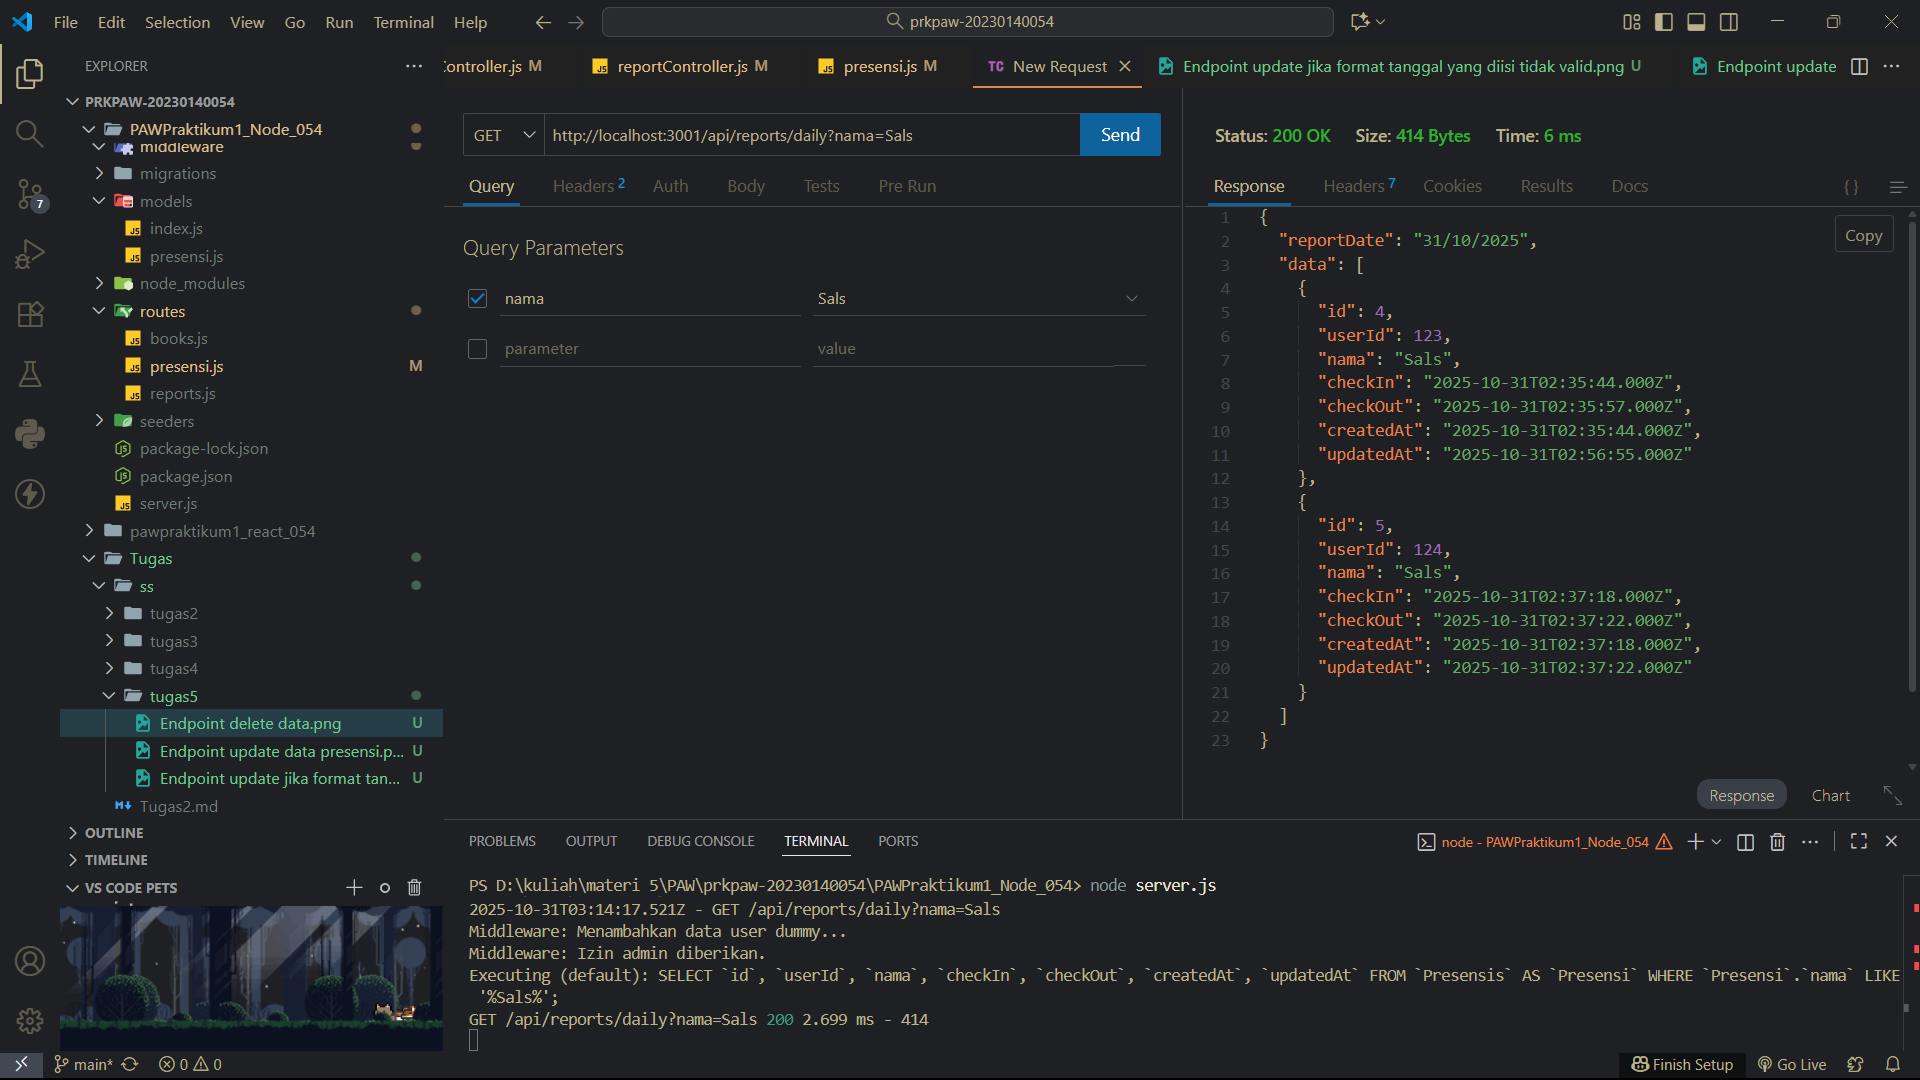 File Edit Selection View Go Run Terminal Help
prkpaw-20230140054
EXPLORER
PRKPAW-20230140054
PAWPraktikum1_Node_054
middleware
migrations
models
index.js
presensi.js
node_modules
routes
books.js
presensi.js M
reports.js
seeders
package-lock.json
package.json
server.js
pawpraktikum1_react_054
Tugas
ss
tugas2
tugas3
tugas4
tugas5
Endpoint delete data.png U
Endpoint update data presensi.p... U
Endpoint update jika format tan... U
Tugas2.md
OUTLINE
TIMELINE
VS CODE PETS
7
ontroller.js M
reportController.js M
presensi.js M
TC New Request
Endpoint update jika format tanggal yang diisi tidak valid.png U
Endpoint update
GET http://localhost:3001/api/reports/daily?nama=Sals Send
Query Headers 2 Auth Body Tests Pre Run
Query Parameters
nama Sals
parameter value
Status: 200 OK Size: 414 Bytes Time: 6 ms
Response Headers 7 Cookies Results Docs { }
Copy
1 {
2 "reportDate": "31/10/2025",
3 "data": [
4 {
5 "id": 4,
6 "userId": 123,
7 "nama": "Sals",
8 "checkIn": "2025-10-31T02:35:44.000Z",
9 "checkOut": "2025-10-31T02:35:57.000Z",
10 "createdAt": "2025-10-31T02:35:44.000Z",
11 "updatedAt": "2025-10-31T02:56:55.000Z"
12 },
13 {
14 "id": 5,
15 "userId": 124,
16 "nama": "Sals",
17 "checkIn": "2025-10-31T02:37:18.000Z",
18 "checkOut": "2025-10-31T02:37:22.000Z",
19 "createdAt": "2025-10-31T02:37:18.000Z",
20 "updatedAt": "2025-10-31T02:37:22.000Z"
21 }
22 ]
23 }
Response Chart
PROBLEMS OUTPUT DEBUG CONSOLE TERMINAL PORTS
node - PAWPraktikum1_Node_054
PS D:\kuliah\materi 5\PAW\prkpaw-20230140054\PAWPraktikum1_Node_054> node server.js
2025-10-31T03:14:17.521Z - GET /api/reports/daily?nama=Sals
Middleware: Menambahkan data user dummy...
Middleware: Izin admin diberikan.
Executing (default): SELECT `id`, `userId`, `nama`, `checkIn`, `checkOut`, `createdAt`, `updatedAt` FROM `Presensis` AS `Presensi` WHERE `Presensi`.`nama` LIKE
'%Sals%';
GET /api/reports/daily?nama=Sals 200 2.699 ms - 414
main* 0 0
Finish Setup Go Live